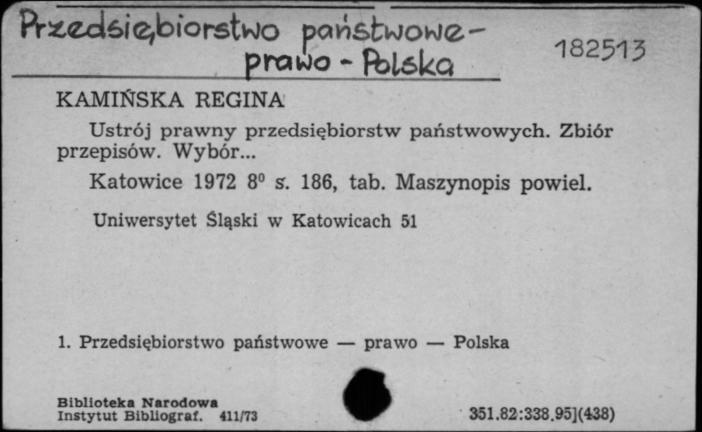 Przedsiębiorstwo państwowe-
prawo - Polska
182513
KAMIŃSKA REGINA
Ustrój prawny przedsiębiorstw państwowych. Zbiór
przepisów. Wybór...
Katowice 1972 8⁰ s. 186, tab. Maszynopis powiel.
Uniwersytet Śląski w Katowicach 51
1. Przedsiębiorstwo państwowe — prawo — Polska
Biblioteka Narodowa
Instytut Bibliograf. 411/73
351.82:338.95](438)